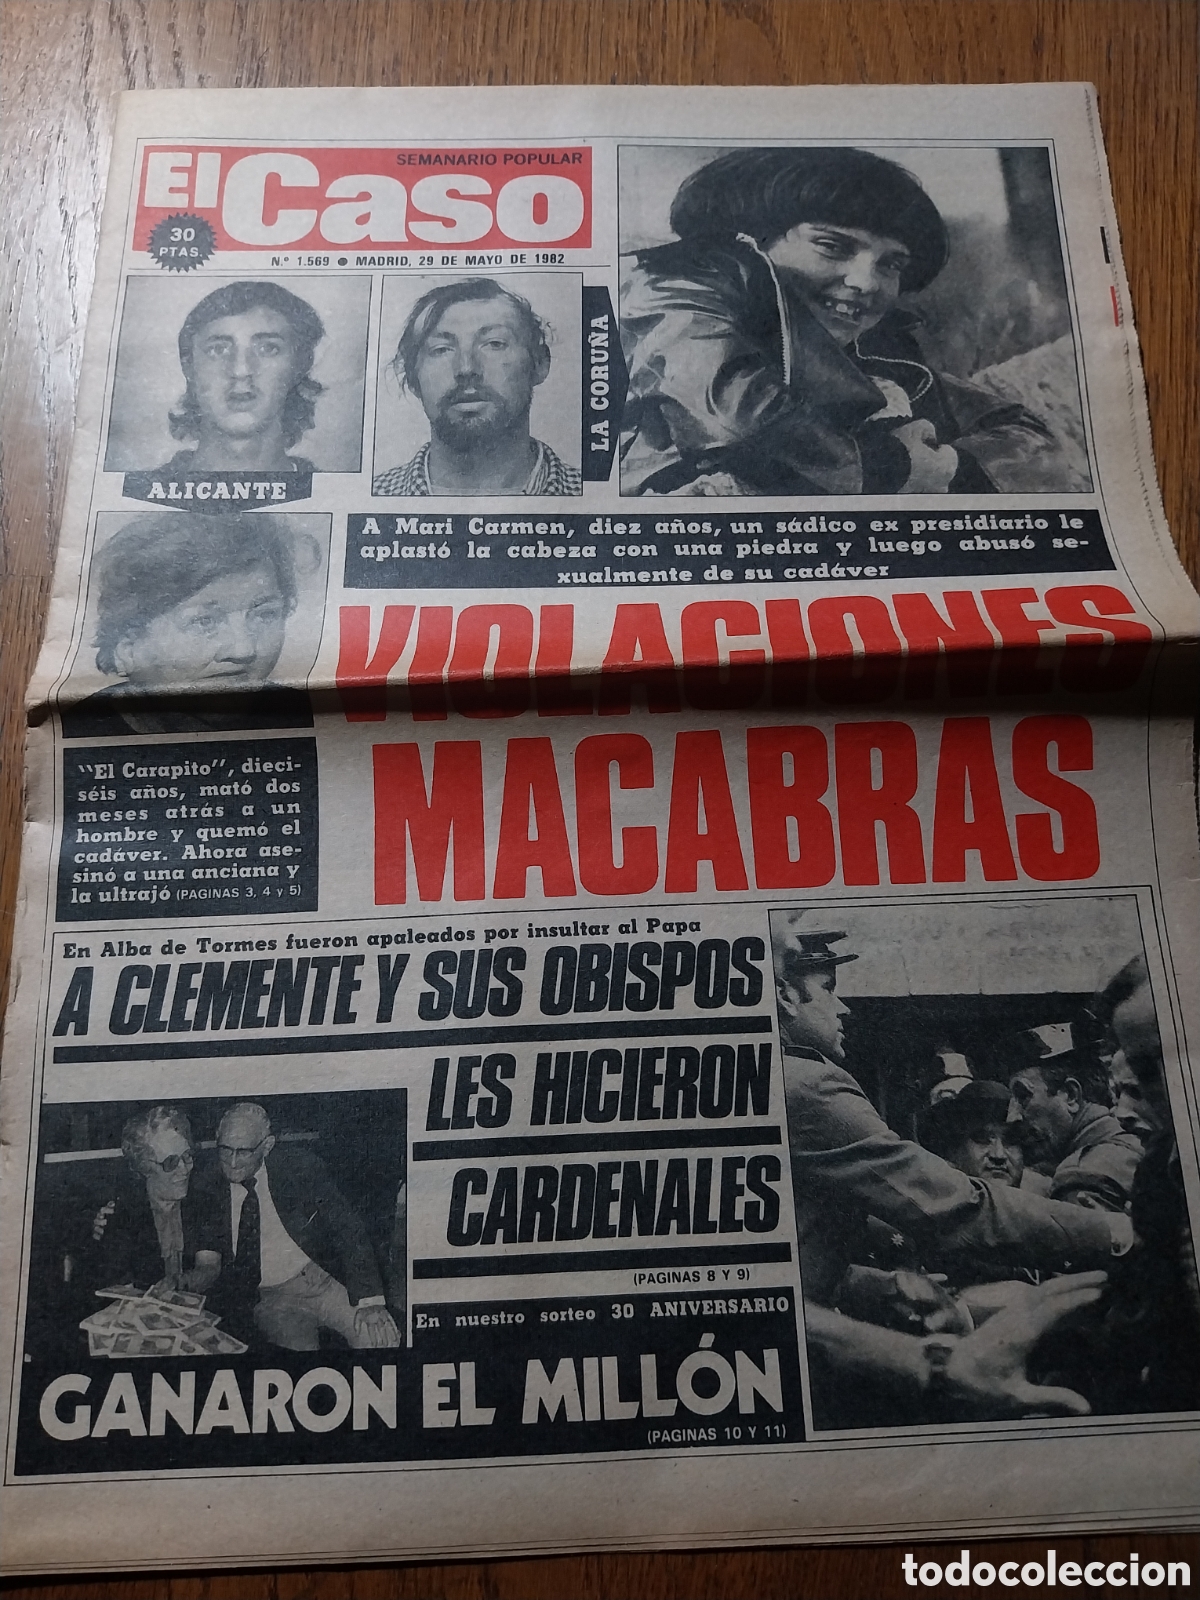 SEMANARIO POPULAR
El Caso
30
PTAS.
N.º 1.569 ● MADRID, 29 DE MAYO DE 1982
ALICANTE
LA CORUÑA
A Mari Carmen, diez años, un sádico ex presidiario le
aplastó la cabeza con una piedra y luego abusó se-
xualmente de su cadáver
VIOLACIONES
MACABRAS
"El Carapito", dieci-
séis años, mató dos
meses atrás a un
hombre y quemó el
cadáver. Ahora ase-
sinó a una anciana y
la ultrajó (PAGINAS 3, 4 y 5)
En Alba de Tormes fueron apaleados por insultar al Papa
A CLEMENTE Y SUS OBISPOS
LES HICIERON
CARDENALES
(PAGINAS 8 Y 9)
En nuestro sorteo 30 ANIVERSARIO
GANARON EL MILLÓN
(PAGINAS 10 Y 11)
todocoleccion